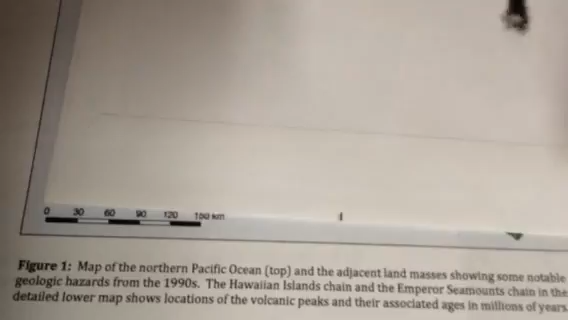 0 30 60 90 120 150 km
Figure 1: Map of the northern Pacific Ocean (top) and the adjacent land masses showing some notable
geologic hazards from the 1990s. The Hawaiian Islands chain and the Emperor Seamounts chain in the
detailed lower map shows locations of the volcanic peaks and their associated ages in millions of years.